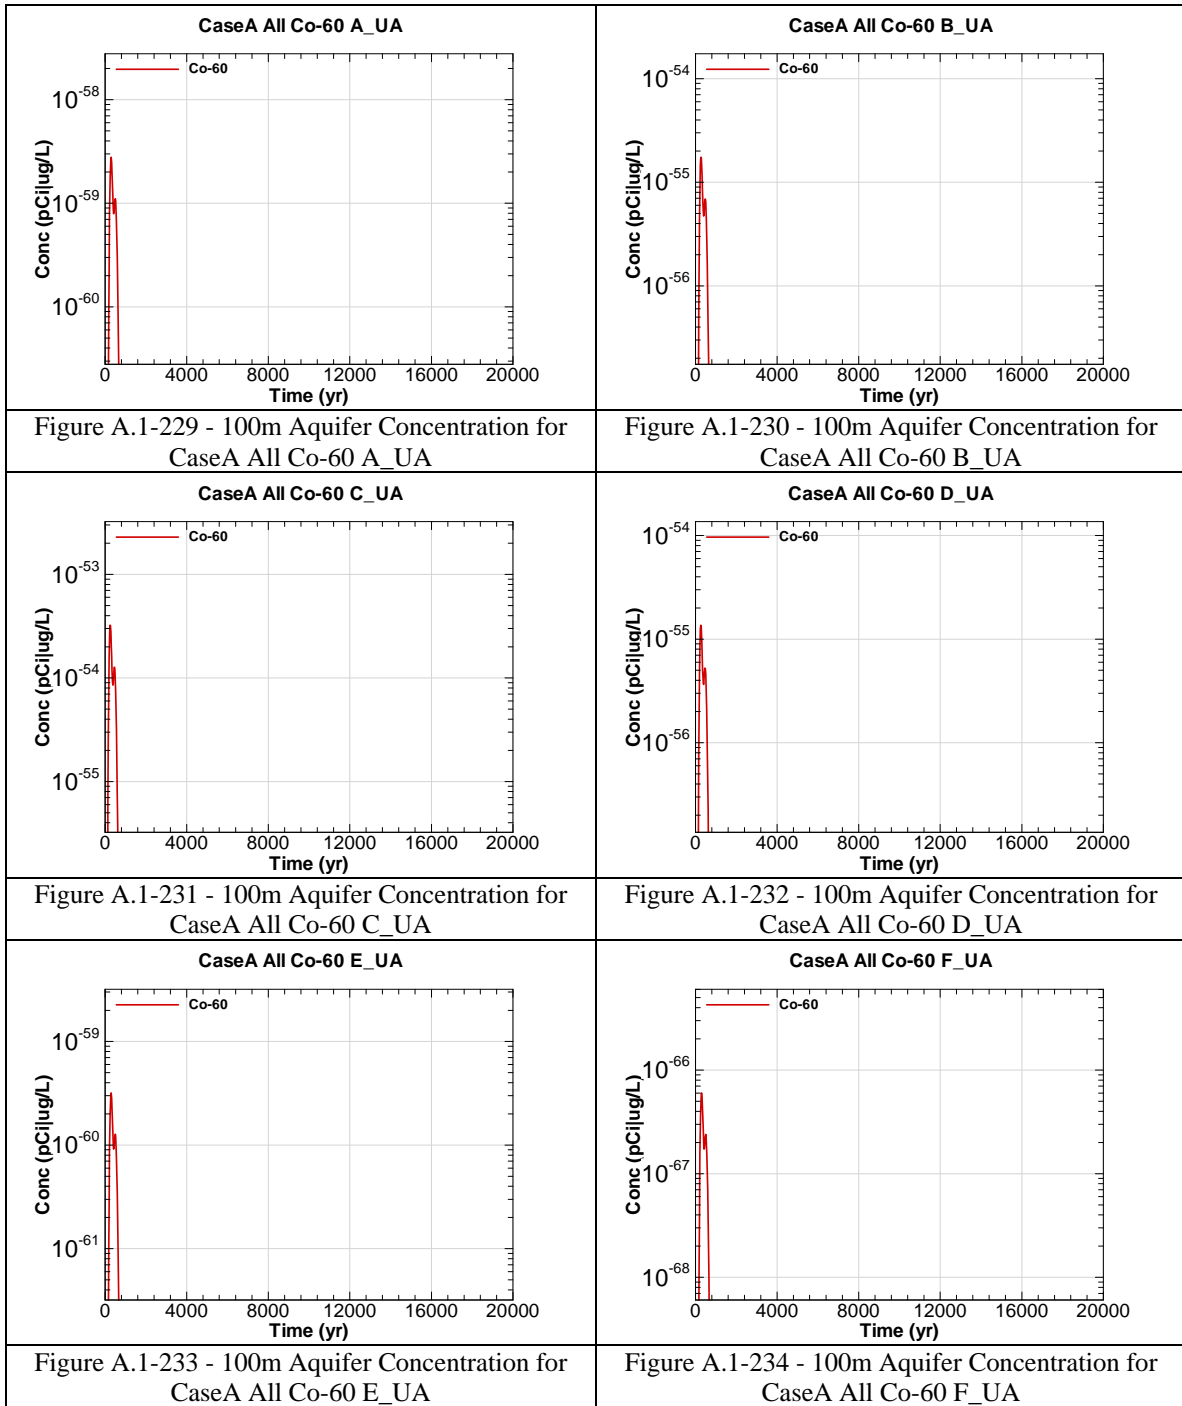 CaseA All Co-60 A_UA
Co-60
10-58
10-59
10-60
Conc (pCi|ug/L)
0 4000 8000 12000 16000 20000
Time (yr)
Figure A.1-229 - 100m Aquifer Concentration for
CaseA All Co-60 A_UA
CaseA All Co-60 B_UA
Co-60
10-54
10-55
10-56
Conc (pCi|ug/L)
0 4000 8000 12000 16000 20000
Time (yr)
Figure A.1-230 - 100m Aquifer Concentration for
CaseA All Co-60 B_UA
CaseA All Co-60 C_UA
Co-60
10-53
10-54
10-55
Conc (pCi|ug/L)
0 4000 8000 12000 16000 20000
Time (yr)
Figure A.1-231 - 100m Aquifer Concentration for
CaseA All Co-60 C_UA
CaseA All Co-60 D_UA
Co-60
10-54
10-55
10-56
Conc (pCi|ug/L)
0 4000 8000 12000 16000 20000
Time (yr)
Figure A.1-232 - 100m Aquifer Concentration for
CaseA All Co-60 D_UA
CaseA All Co-60 E_UA
Co-60
10-59
10-60
10-61
Conc (pCi|ug/L)
0 4000 8000 12000 16000 20000
Time (yr)
Figure A.1-233 - 100m Aquifer Concentration for
CaseA All Co-60 E_UA
CaseA All Co-60 F_UA
Co-60
10-66
10-67
10-68
Conc (pCi|ug/L)
0 4000 8000 12000 16000 20000
Time (yr)
Figure A.1-234 - 100m Aquifer Concentration for
CaseA All Co-60 F_UA